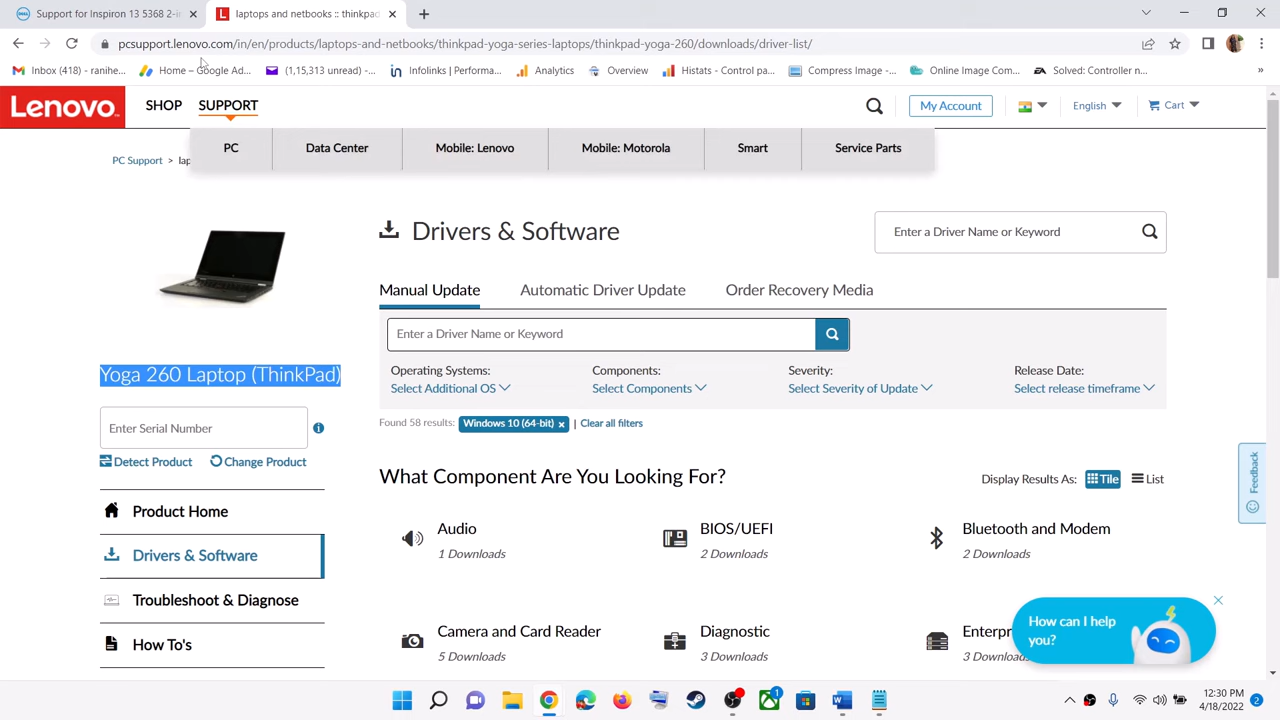 Support for Inspiron 13 5368 2-in
laptops and netbooks :: thinkpad
pcsupport.lenovo.com/in/en/products/laptops-and-netbooks/thinkpad-yoga-series-laptops/thinkpad-yoga-260/downloads/driver-list/
Inbox (418) - ranihe...
Home – Google Ad...
(1,15,313 unread) -...
Infolinks | Performa...
Analytics
Overview
Histats - Control pa...
Compress Image -...
Online Image Com...
Solved: Controller n...
»
Lenovo
SHOP
SUPPORT
My Account
English
Cart
PC
Data Center
Mobile: Lenovo
Mobile: Motorola
Smart
Service Parts
PC Support > lap
Drivers & Software
Enter a Driver Name or Keyword
Manual Update
Automatic Driver Update
Order Recovery Media
Enter a Driver Name or Keyword
Yoga 260 Laptop (ThinkPad)
Operating Systems:
Components:
Severity:
Release Date:
Select Additional OS
Select Components
Select Severity of Update
Select release timeframe
Enter Serial Number
Found 58 results:
Windows 10 (64-bit) x
| Clear all filters
Detect Product
Change Product
What Component Are You Looking For?
Display Results As:
Tile
List
Feedback
Product Home
Drivers & Software
Troubleshoot & Diagnose
How To's
Audio
1 Downloads
BIOS/UEFI
2 Downloads
Bluetooth and Modem
2 Downloads
Camera and Card Reader
5 Downloads
Diagnostic
3 Downloads
Enterpr
3 Downloads
How can I help
you?
12:30 PM
4/18/2022
1
2